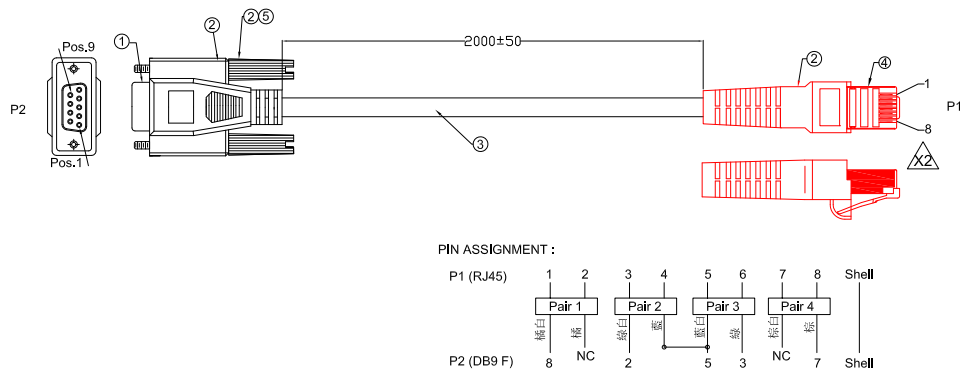 ① ② ②⑤ 2000±50 ② ④
Pos.9
1
P2
P1
8
Pos.1
③
X2
PIN ASSIGNMENT :
P1 (RJ45) 1 2 3 4 5 6 7 8 Shell
Pair 1 Pair 2 Pair 3 Pair 4
橘白 橘 綠白 藍 藍白 綠 棕白 棕
P2 (DB9 F) 8 NC 2 5 3 NC 7 Shell